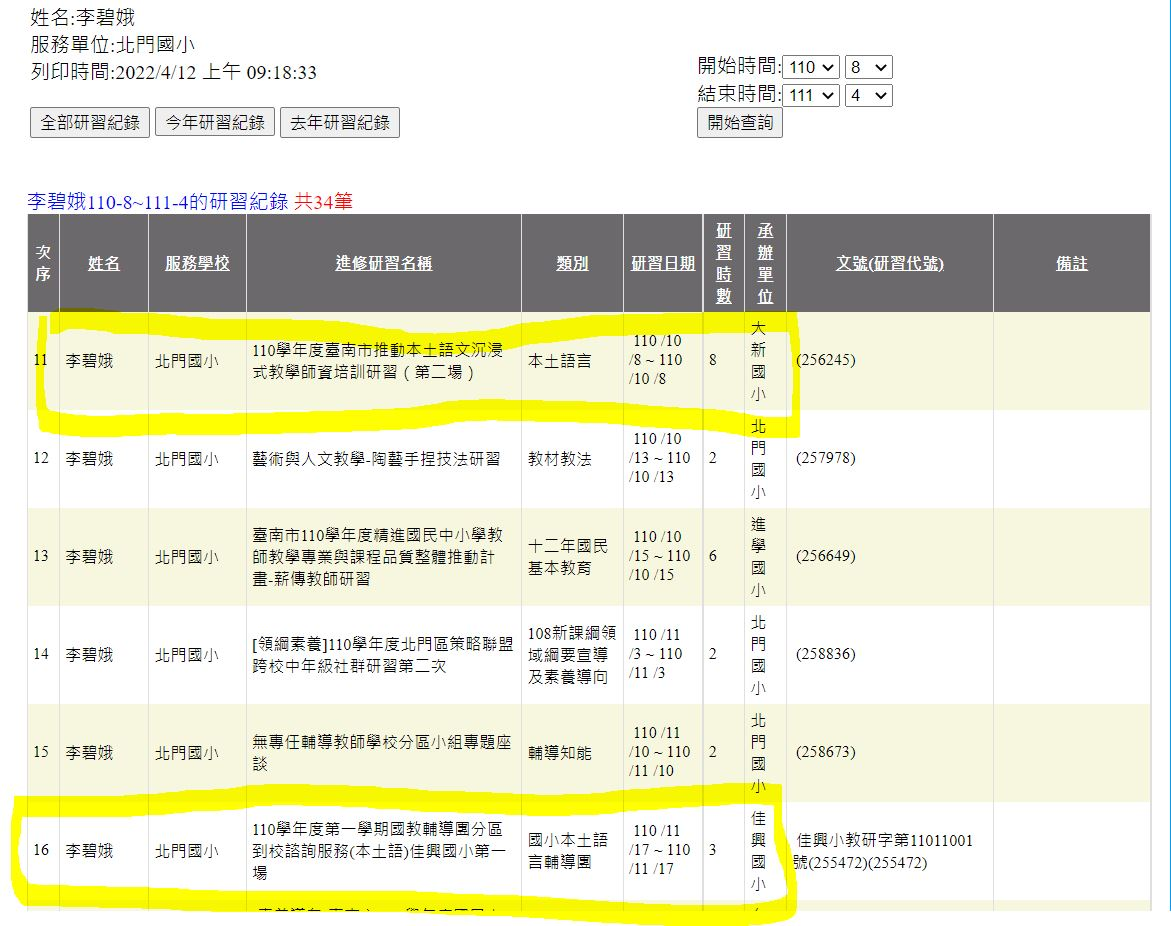 姓名:李碧娥
服務單位:北門國小
列印時間:2022/4/12 上午 09:18:33
開始時間: 110 8
結束時間: 111 4
全部研習紀錄 今年研習紀錄 去年研習紀錄 開始查詢
李碧娥110-8~111-4的研習紀錄 共34筆
次序 姓名 服務學校 進修研習名稱 類別 研習日期 研習時數 承辦單位 文號(研習代號) 備註
11 李碧娥 北門國小 110學年度臺南市推動本土語文沉浸式教學師資培訓研習（第二場） 本土語言 110 /10 /8 ~ 110 /10 /8 8 大新國小 (256245)
12 李碧娥 北門國小 藝術與人文教學-陶藝手捏技法研習 教材教法 110 /10 /13 ~ 110 /10 /13 2 北門國小 (257978)
13 李碧娥 北門國小 臺南市110學年度精進國民中小學教師教學專業與課程品質整體推動計畫-薪傳教師研習 十二年國民基本教育 110 /10 /15 ~ 110 /10 /15 6 進學國小 (256649)
14 李碧娥 北門國小 [領綱素養]110學年度北門區策略聯盟跨校中年級社群研習第二次 108新課綱領域綱要宣導及素養導向 110 /11 /3 ~ 110 /11 /3 2 北門國小 (258836)
15 李碧娥 北門國小 無專任輔導教師學校分區小組專題座談 輔導知能 110 /11 /10 ~ 110 /11 /10 2 北門國小 (258673)
16 李碧娥 北門國小 110學年度第一學期國教輔導團分區到校諮詢服務(本土語)佳興國小第一場 國小本土語言輔導團 110 /11 /17 ~ 110 /11 /17 3 佳興國小 佳興小教研字第11011001號(255472)(255472)